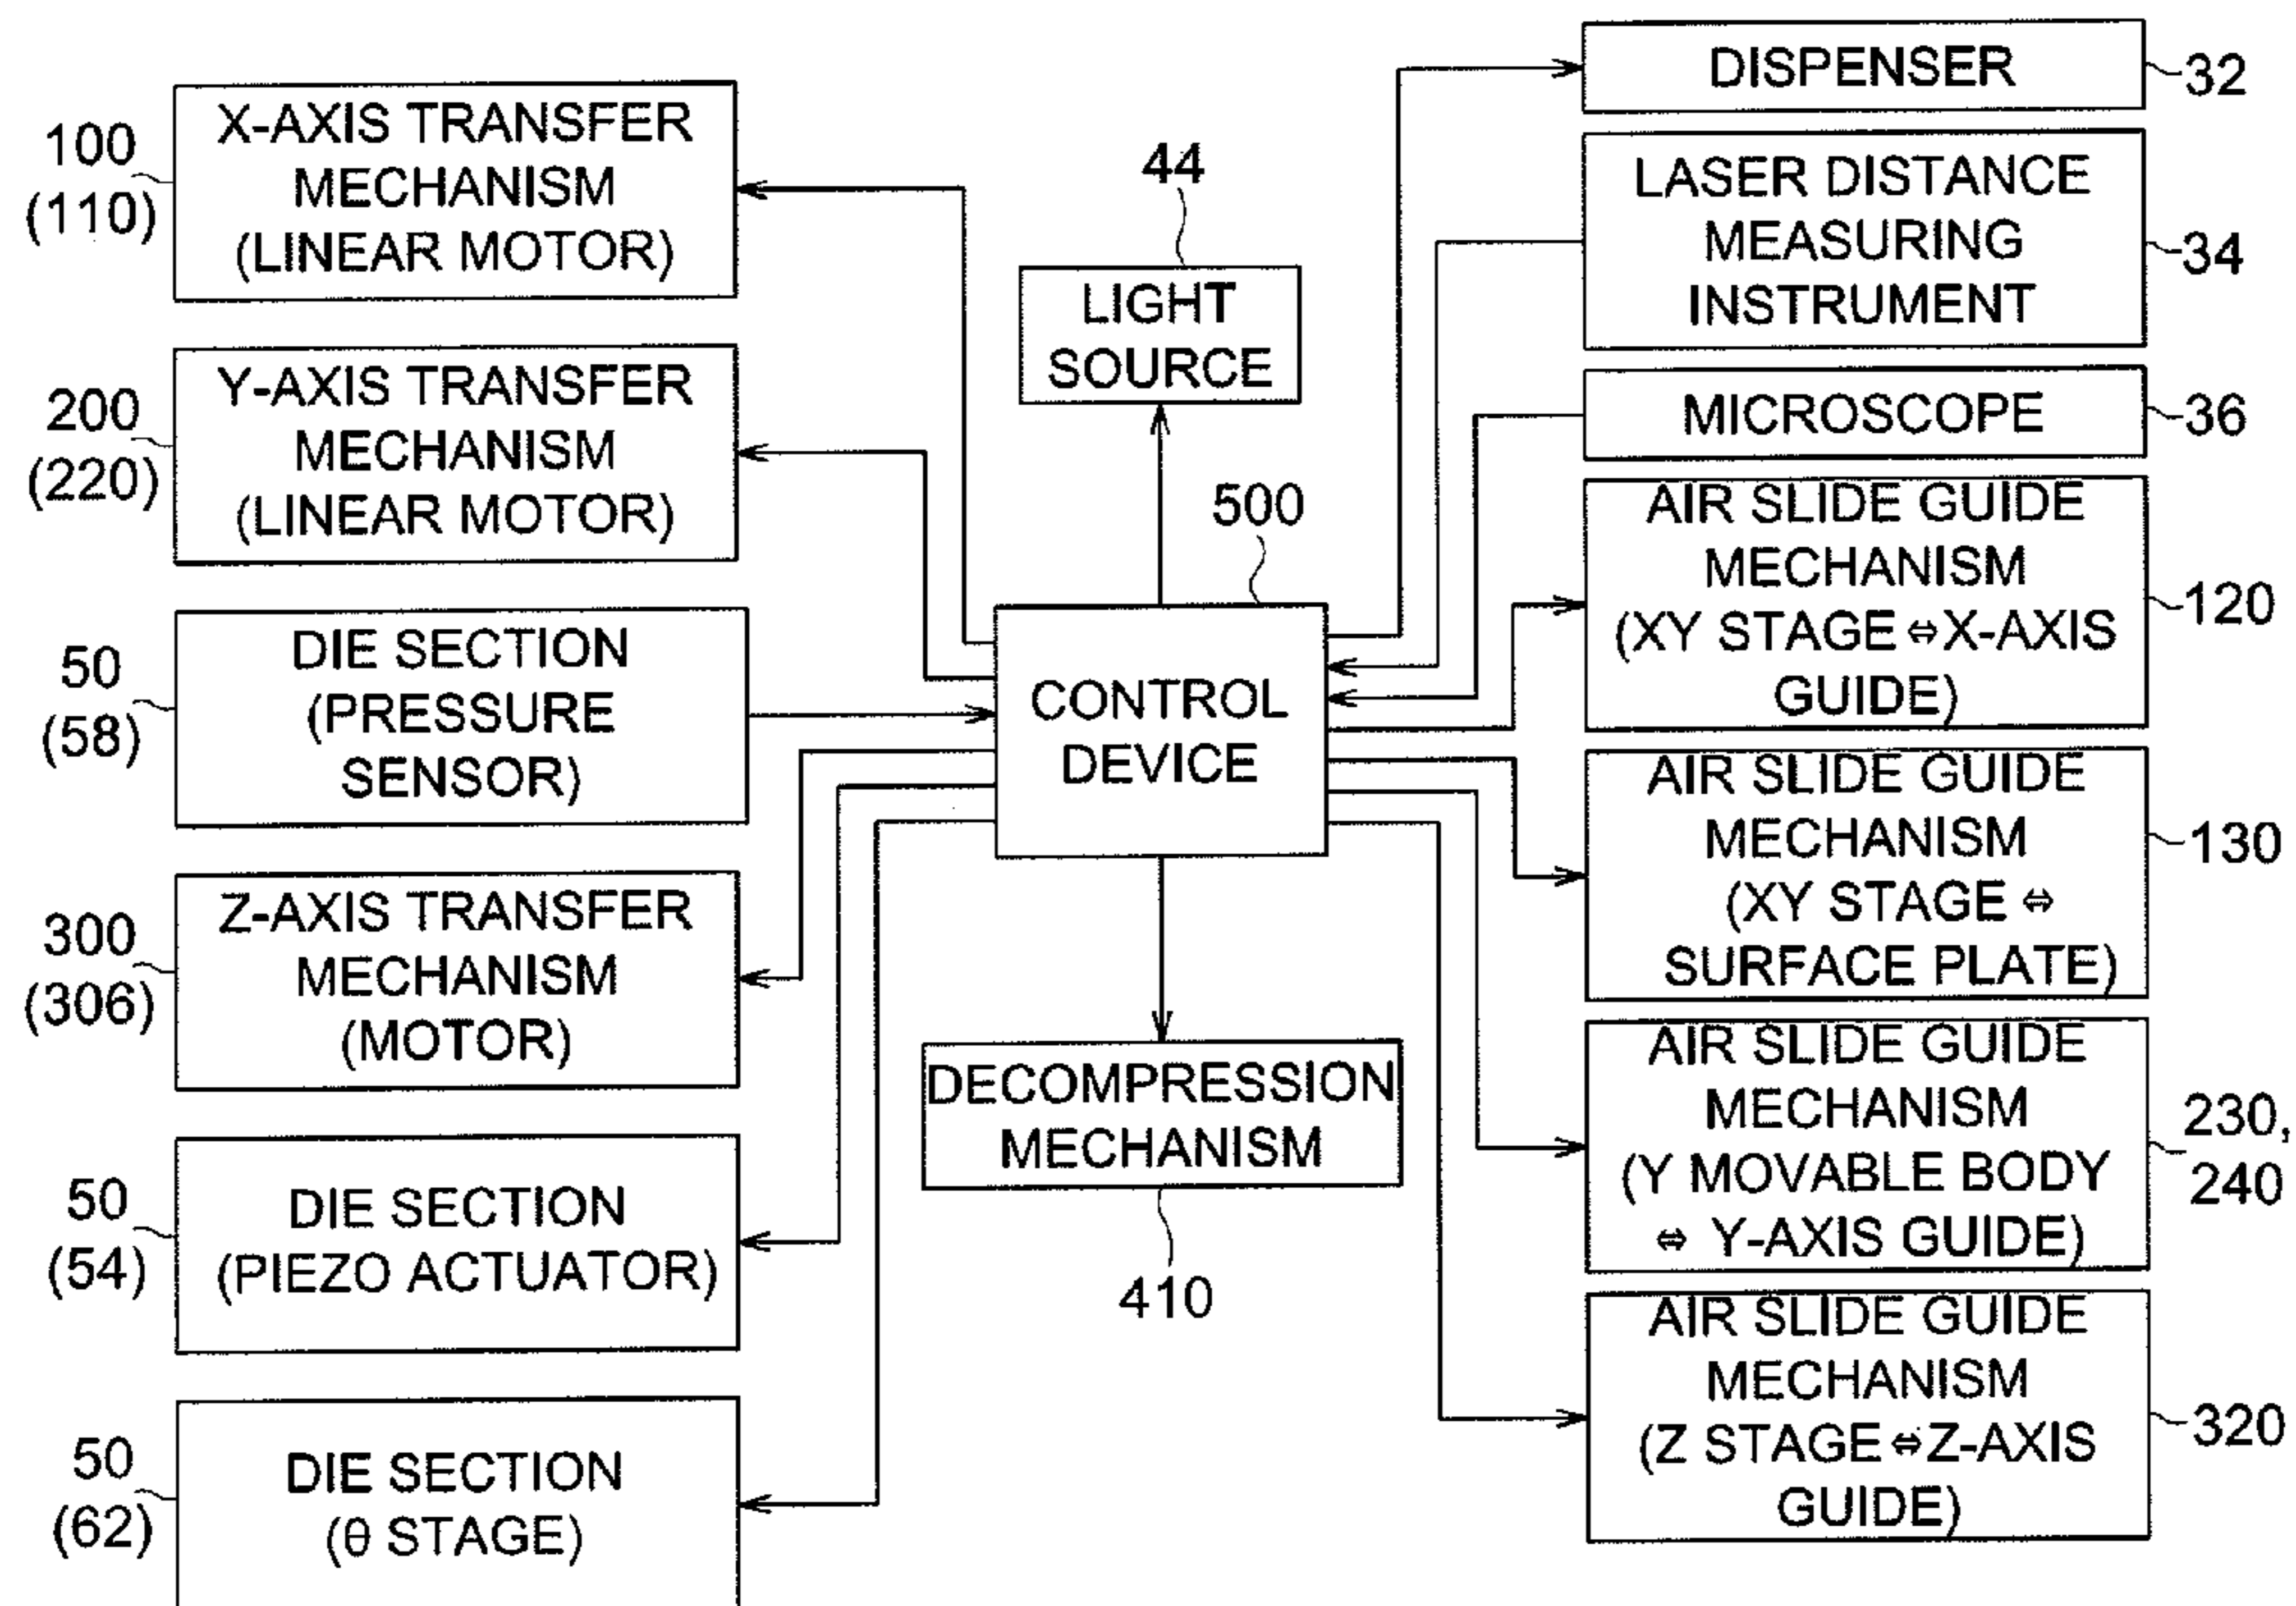 100
(110)
X-AXIS TRANSFER
MECHANISM
(LINEAR MOTOR)
200
(220)
Y-AXIS TRANSFER
MECHANISM
(LINEAR MOTOR)
50
(58)
DIE SECTION
(PRESSURE
SENSOR)
300
(306)
Z-AXIS TRANSFER
MECHANISM
(MOTOR)
50
(54)
DIE SECTION
(PIEZO ACTUATOR)
50
(62)
DIE SECTION
(θ STAGE)
44
LIGHT
SOURCE
500
CONTROL
DEVICE
DECOMPRESSION
MECHANISM
410
DISPENSER
32
LASER DISTANCE
MEASURING
INSTRUMENT
34
MICROSCOPE
36
AIR SLIDE GUIDE
MECHANISM
(XY STAGE ⇔ X-AXIS
GUIDE)
120
AIR SLIDE GUIDE
MECHANISM
(XY STAGE ⇔
SURFACE PLATE)
130
AIR SLIDE GUIDE
MECHANISM
(Y MOVABLE BODY
⇔ Y-AXIS GUIDE)
230,
240
AIR SLIDE GUIDE
MECHANISM
(Z STAGE ⇔ Z-AXIS
GUIDE)
320